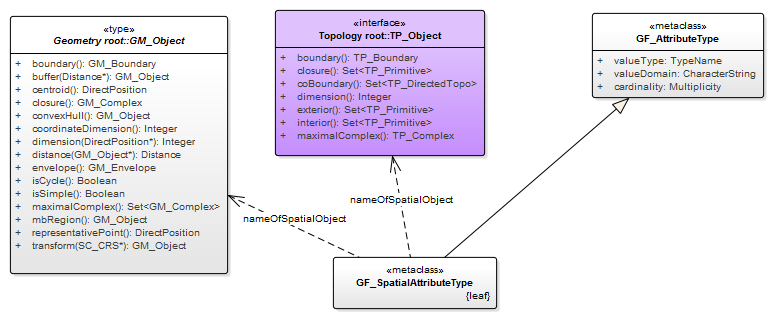 «type»
Geometry root::GM_Object
+ boundary(): GM_Boundary
+ buffer(Distance*): GM_Object
+ centroid(): DirectPosition
+ closure(): GM_Complex
+ convexHull(): GM_Object
+ coordinateDimension(): Integer
+ dimension(DirectPosition*): Integer
+ distance(GM_Object*): Distance
+ envelope(): GM_Envelope
+ isCycle(): Boolean
+ isSimple(): Boolean
+ maximalComplex(): Set<GM_Complex>
+ mbRegion(): GM_Object
+ representativePoint(): DirectPosition
+ transform(SC_CRS*): GM_Object
«interface»
Topology root::TP_Object
+ boundary(): TP_Boundary
+ closure(): Set<TP_Primitive>
+ coBoundary(): Set<TP_DirectedTopo>
+ dimension(): Integer
+ exterior(): Set<TP_Primitive>
+ interior(): Set<TP_Primitive>
+ maximalComplex(): TP_Complex
«metaclass»
GF_AttributeType
+ valueType: TypeName
+ valueDomain: CharacterString
+ cardinality: Multiplicity
nameOfSpatialObject
nameOfSpatialObject
«metaclass»
GF_SpatialAttributeType
{leaf}